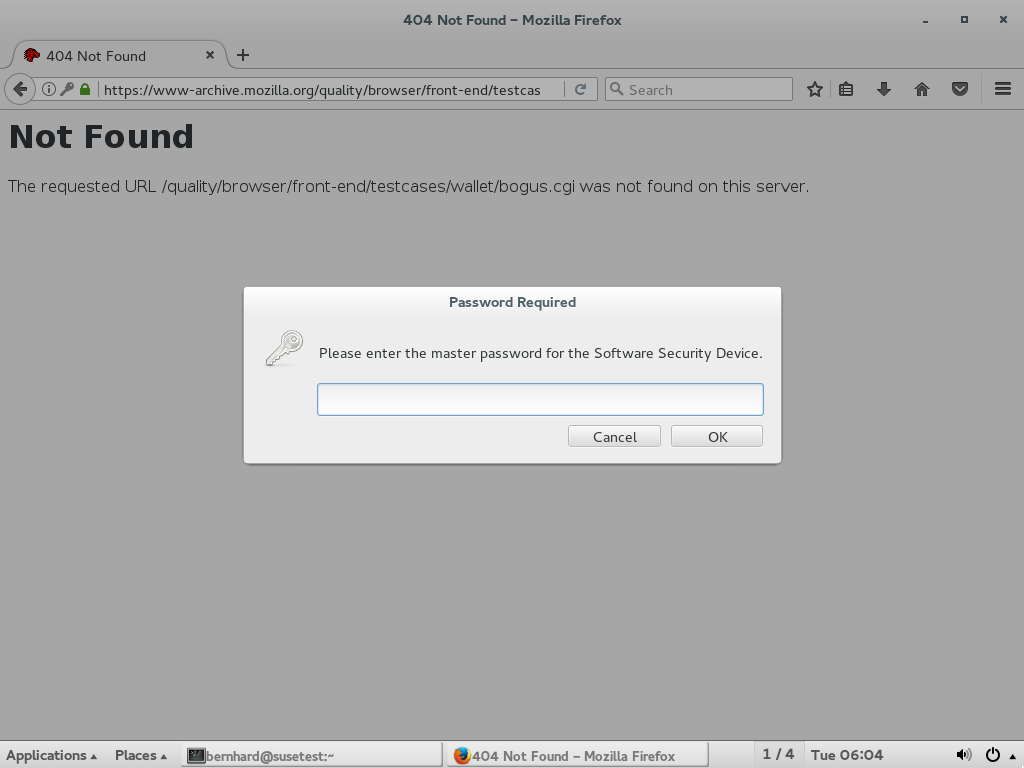 404 Not Found – Mozilla Firefox
404 Not Found
https://www-archive.mozilla.org/quality/browser/front-end/testcas
Search
Not Found
The requested URL /quality/browser/front-end/testcases/wallet/bogus.cgi was not found on this server.
Password Required
Please enter the master password for the Software Security Device.
Cancel
OK
Applications
Places
bernhard@susetest:~
404 Not Found – Mozilla Firefox
1 / 4
Tue 06:04